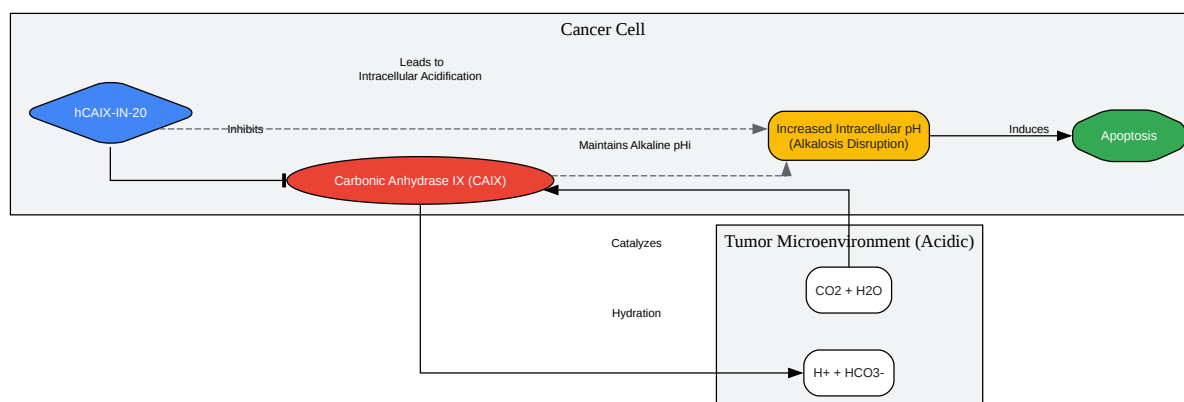 Cancer Cell
Leads to
Intracellular Acidification
hCAIX-IN-20
Inhibits
Increased Intracellular pH
(Alkalosis Disruption)
Induces
Apoptosis
Maintains Alkaline pHi
Carbonic Anhydrase IX (CAIX)
Catalyzes
Tumor Microenvironment (Acidic)
CO2 + H2O
Hydration
H+ + HCO3-